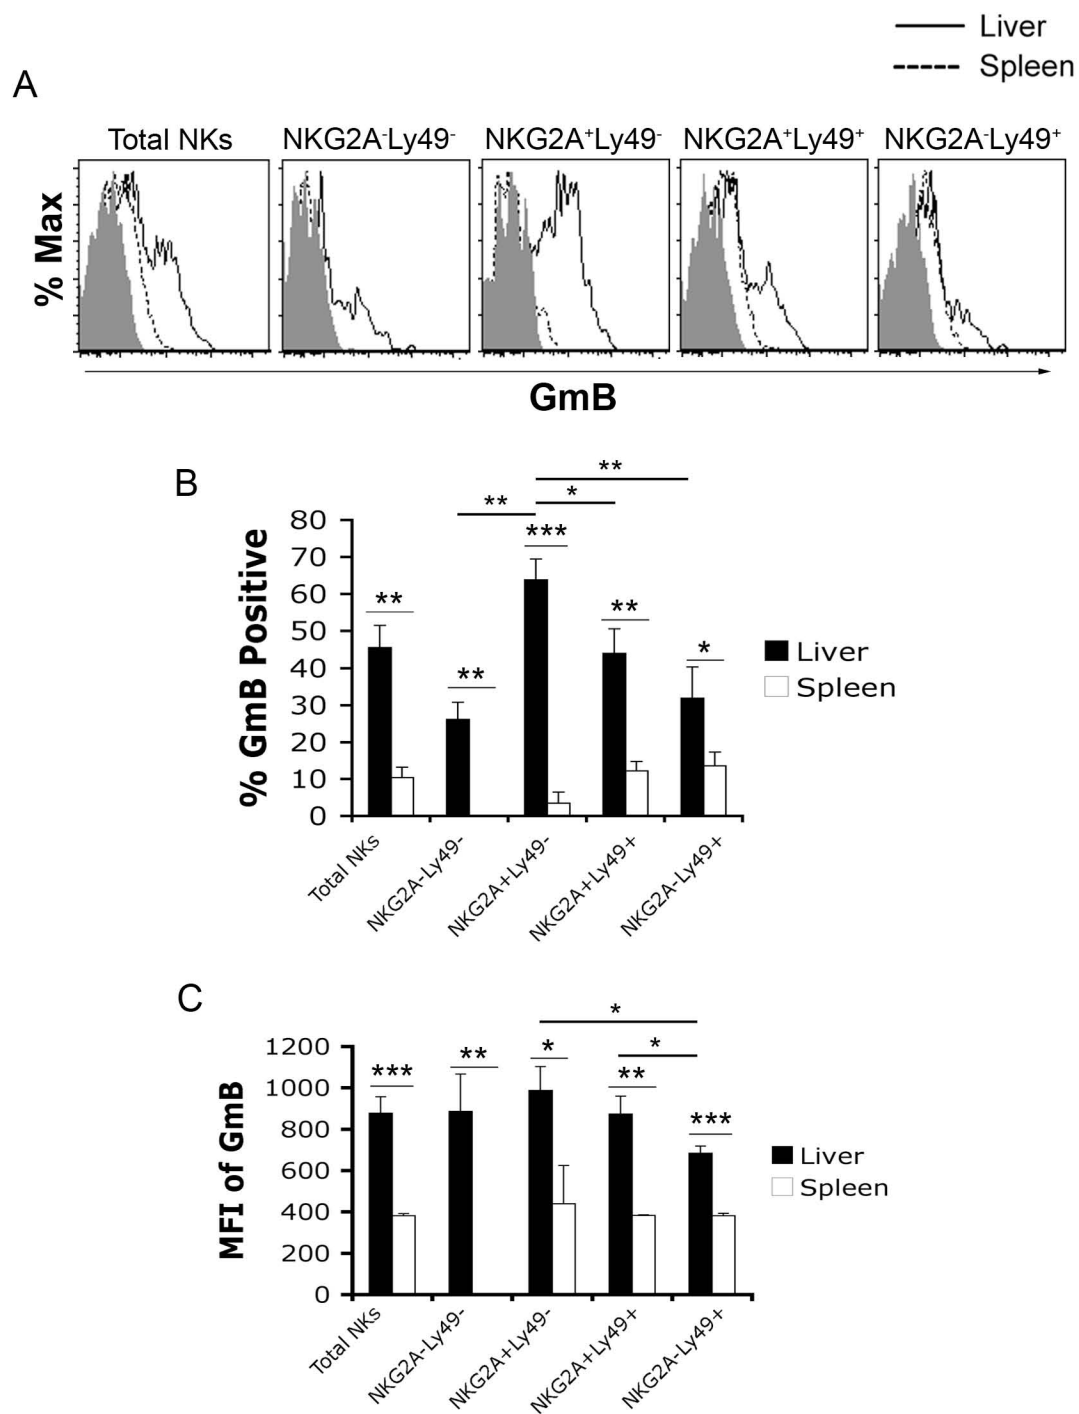 Liver
Spleen
A
Total NKs NKG2A⁻Ly49⁻ NKG2A⁺Ly49⁻ NKG2A⁺Ly49⁺ NKG2A⁻Ly49⁺
% Max
GmB
B
**
** *
***
** ** ** *
% GmB Positive
80
70
60
50
40
30
20
10
0
Liver
Spleen
Total NKs NKG2A-Ly49- NKG2A+Ly49- NKG2A+Ly49+ NKG2A-Ly49+
C
*
*
*** ** * ** ***
MFI of GmB
1200
1000
800
600
400
200
0
Liver
Spleen
Total NKs NKG2A-Ly49- NKG2A+Ly49- NKG2A+Ly49+ NKG2A-Ly49+